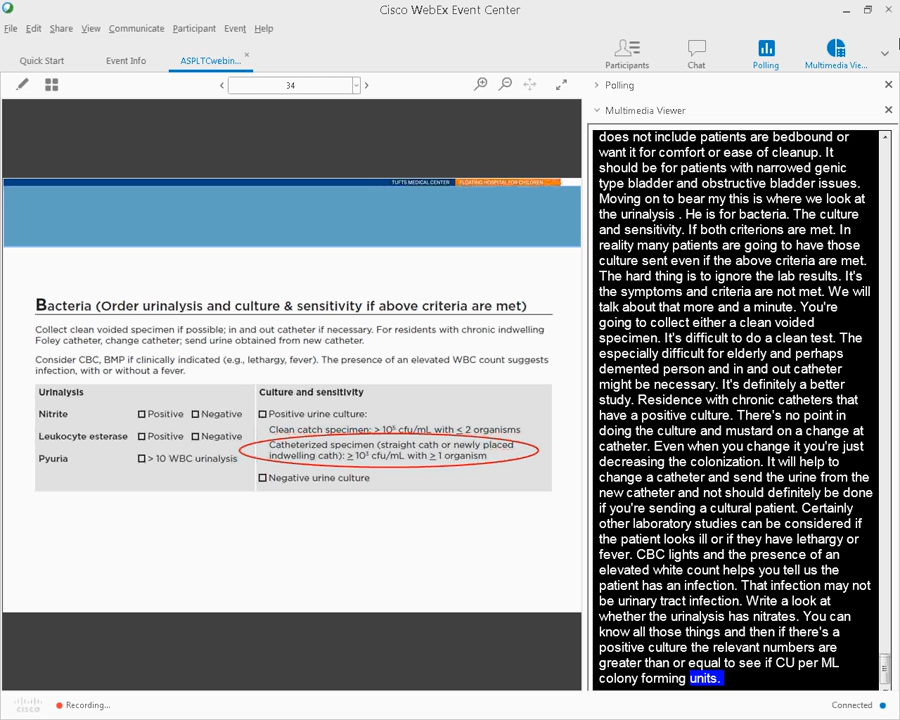 Cisco WebEx Event Center
File Edit Share View Communicate Participant Event Help
Quick Start Event Info ASPLTCwebin...
Participants Chat Polling Multimedia Vie...
34
Polling
Multimedia Viewer
TUFTS MEDICAL CENTER FLOATING HOSPITAL FOR CHILDREN
Bacteria (Order urinalysis and culture & sensitivity if above criteria are met)
Collect clean voided specimen if possible; in and out catheter if necessary. For residents with chronic indwelling
Foley catheter, change catheter; send urine obtained from new catheter.
Consider CBC, BMP if clinically indicated (e.g., lethargy, fever). The presence of an elevated WBC count suggests
infection, with or without a fever.
Urinalysis
Nitrite Positive Negative
Leukocyte esterase Positive Negative
Pyuria > 10 WBC urinalysis
Culture and sensitivity
Positive urine culture:
Clean catch specimen: > 10⁵ cfu/mL with ≤ 2 organisms
Catheterized specimen (straight cath or newly placed
indwelling cath): ≥ 10³ cfu/mL with ≥ 1 organism
Negative urine culture
does not include patients are bedbound or
want it for comfort or ease of cleanup. It
should be for patients with narrowed genic
type bladder and obstructive bladder issues.
Moving on to bear my this is where we look at
the urinalysis . He is for bacteria. The culture
and sensitivity. If both criterions are met. In
reality many patients are going to have those
culture sent even if the above criteria are met.
The hard thing is to ignore the lab results. It's
the symptoms and criteria are not met. We will
talk about that more and a minute. You're
going to collect either a clean voided
specimen. It's difficult to do a clean test. The
especially difficult for elderly and perhaps
demented person and in and out catheter
might be necessary. It's definitely a better
study. Residence with chronic catheters that
have a positive culture. There's no point in
doing the culture and mustard on a change at
catheter. Even when you change it you're just
decreasing the colonization. It will help to
change a catheter and send the urine from the
new catheter and not should definitely be done
if you're sending a cultural patient. Certainly
other laboratory studies can be considered if
the patient looks ill or if they have lethargy or
fever. CBC lights and the presence of an
elevated white count helps you tell us the
patient has an infection. That infection may not
be urinary tract infection. Write a look at
whether the urinalysis has nitrates. You can
know all those things and then if there's a
positive culture the relevant numbers are
greater than or equal to see if CU per ML
colony forming units.
cisco
Recording...
Connected